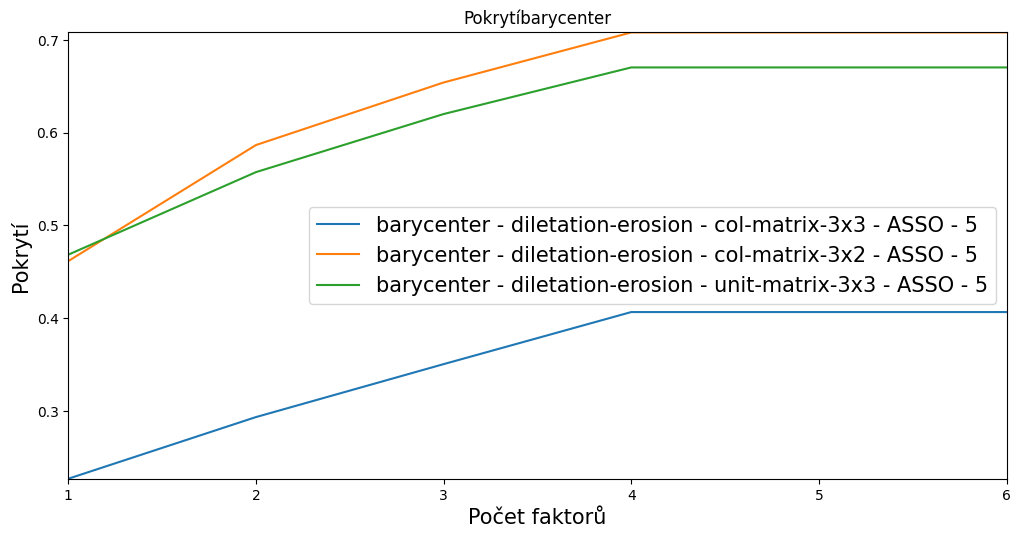 Pokrytíbarycenter
0.7
0.6
0.5
0.4
0.3
Pokrytí
barycenter - diletation-erosion - col-matrix-3x3 - ASSO - 5
barycenter - diletation-erosion - col-matrix-3x2 - ASSO - 5
barycenter - diletation-erosion - unit-matrix-3x3 - ASSO - 5
1 2 3 4 5 6
Počet faktorů